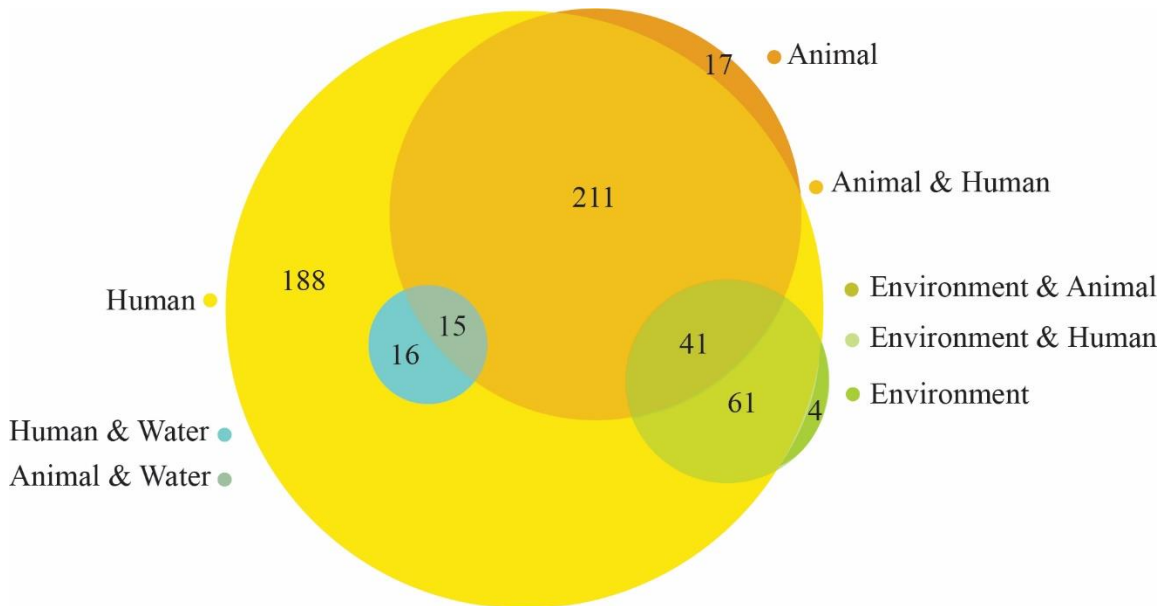 17
Animal
Animal & Human
211
188
Human
Environment & Animal
15
41
Environment & Human
16
61
4
Environment
Human & Water
Animal & Water